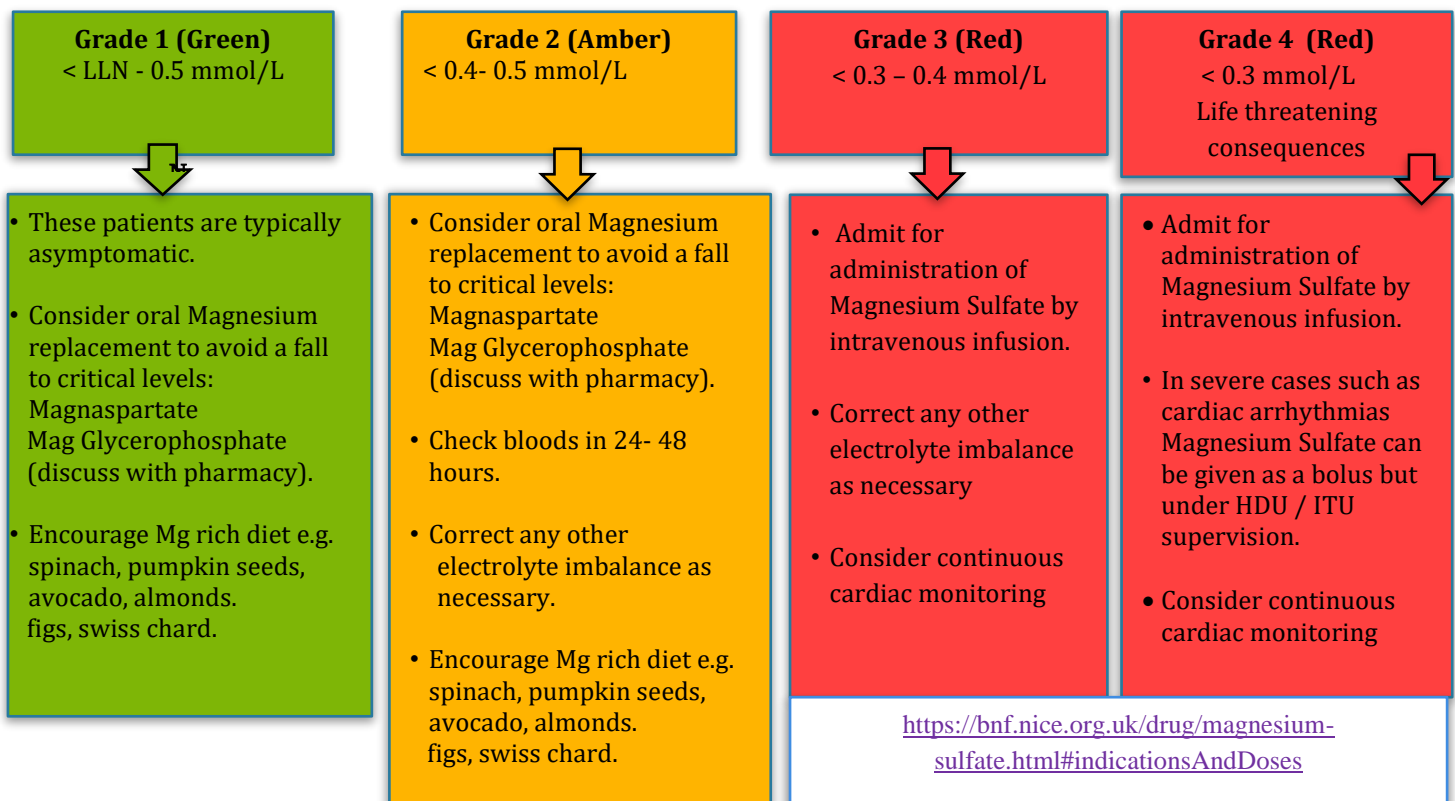 Grade 1 (Green)
< LLN - 0.5 mmol/L
• These patients are typically
asymptomatic.
• Consider oral Magnesium
replacement to avoid a fall
to critical levels:
Magnaspartate
Mag Glycerophosphate
(discuss with pharmacy).
• Encourage Mg rich diet e.g.
spinach, pumpkin seeds,
avocado, almonds.
figs, swiss chard.
Grade 2 (Amber)
< 0.4- 0.5 mmol/L
• Consider oral Magnesium
replacement to avoid a fall
to critical levels:
Magnaspartate
Mag Glycerophosphate
(discuss with pharmacy).
• Check bloods in 24- 48
hours.
• Correct any other
electrolyte imbalance as
necessary.
• Encourage Mg rich diet e.g.
spinach, pumpkin seeds,
avocado, almonds.
figs, swiss chard.
Grade 3 (Red)
< 0.3 – 0.4 mmol/L
• Admit for
administration of
Magnesium Sulfate by
intravenous infusion.
• Correct any other
electrolyte imbalance
as necessary
• Consider continuous
cardiac monitoring
Grade 4 (Red)
< 0.3 mmol/L
Life threatening
consequences
• Admit for
administration of
Magnesium Sulfate by
intravenous infusion.
• In severe cases such as
cardiac arrhythmias
Magnesium Sulfate can
be given as a bolus but
under HDU / ITU
supervision.
• Consider continuous
cardiac monitoring
https://bnf.nice.org.uk/drug/magnesium-
sulfate.html#indicationsAndDoses